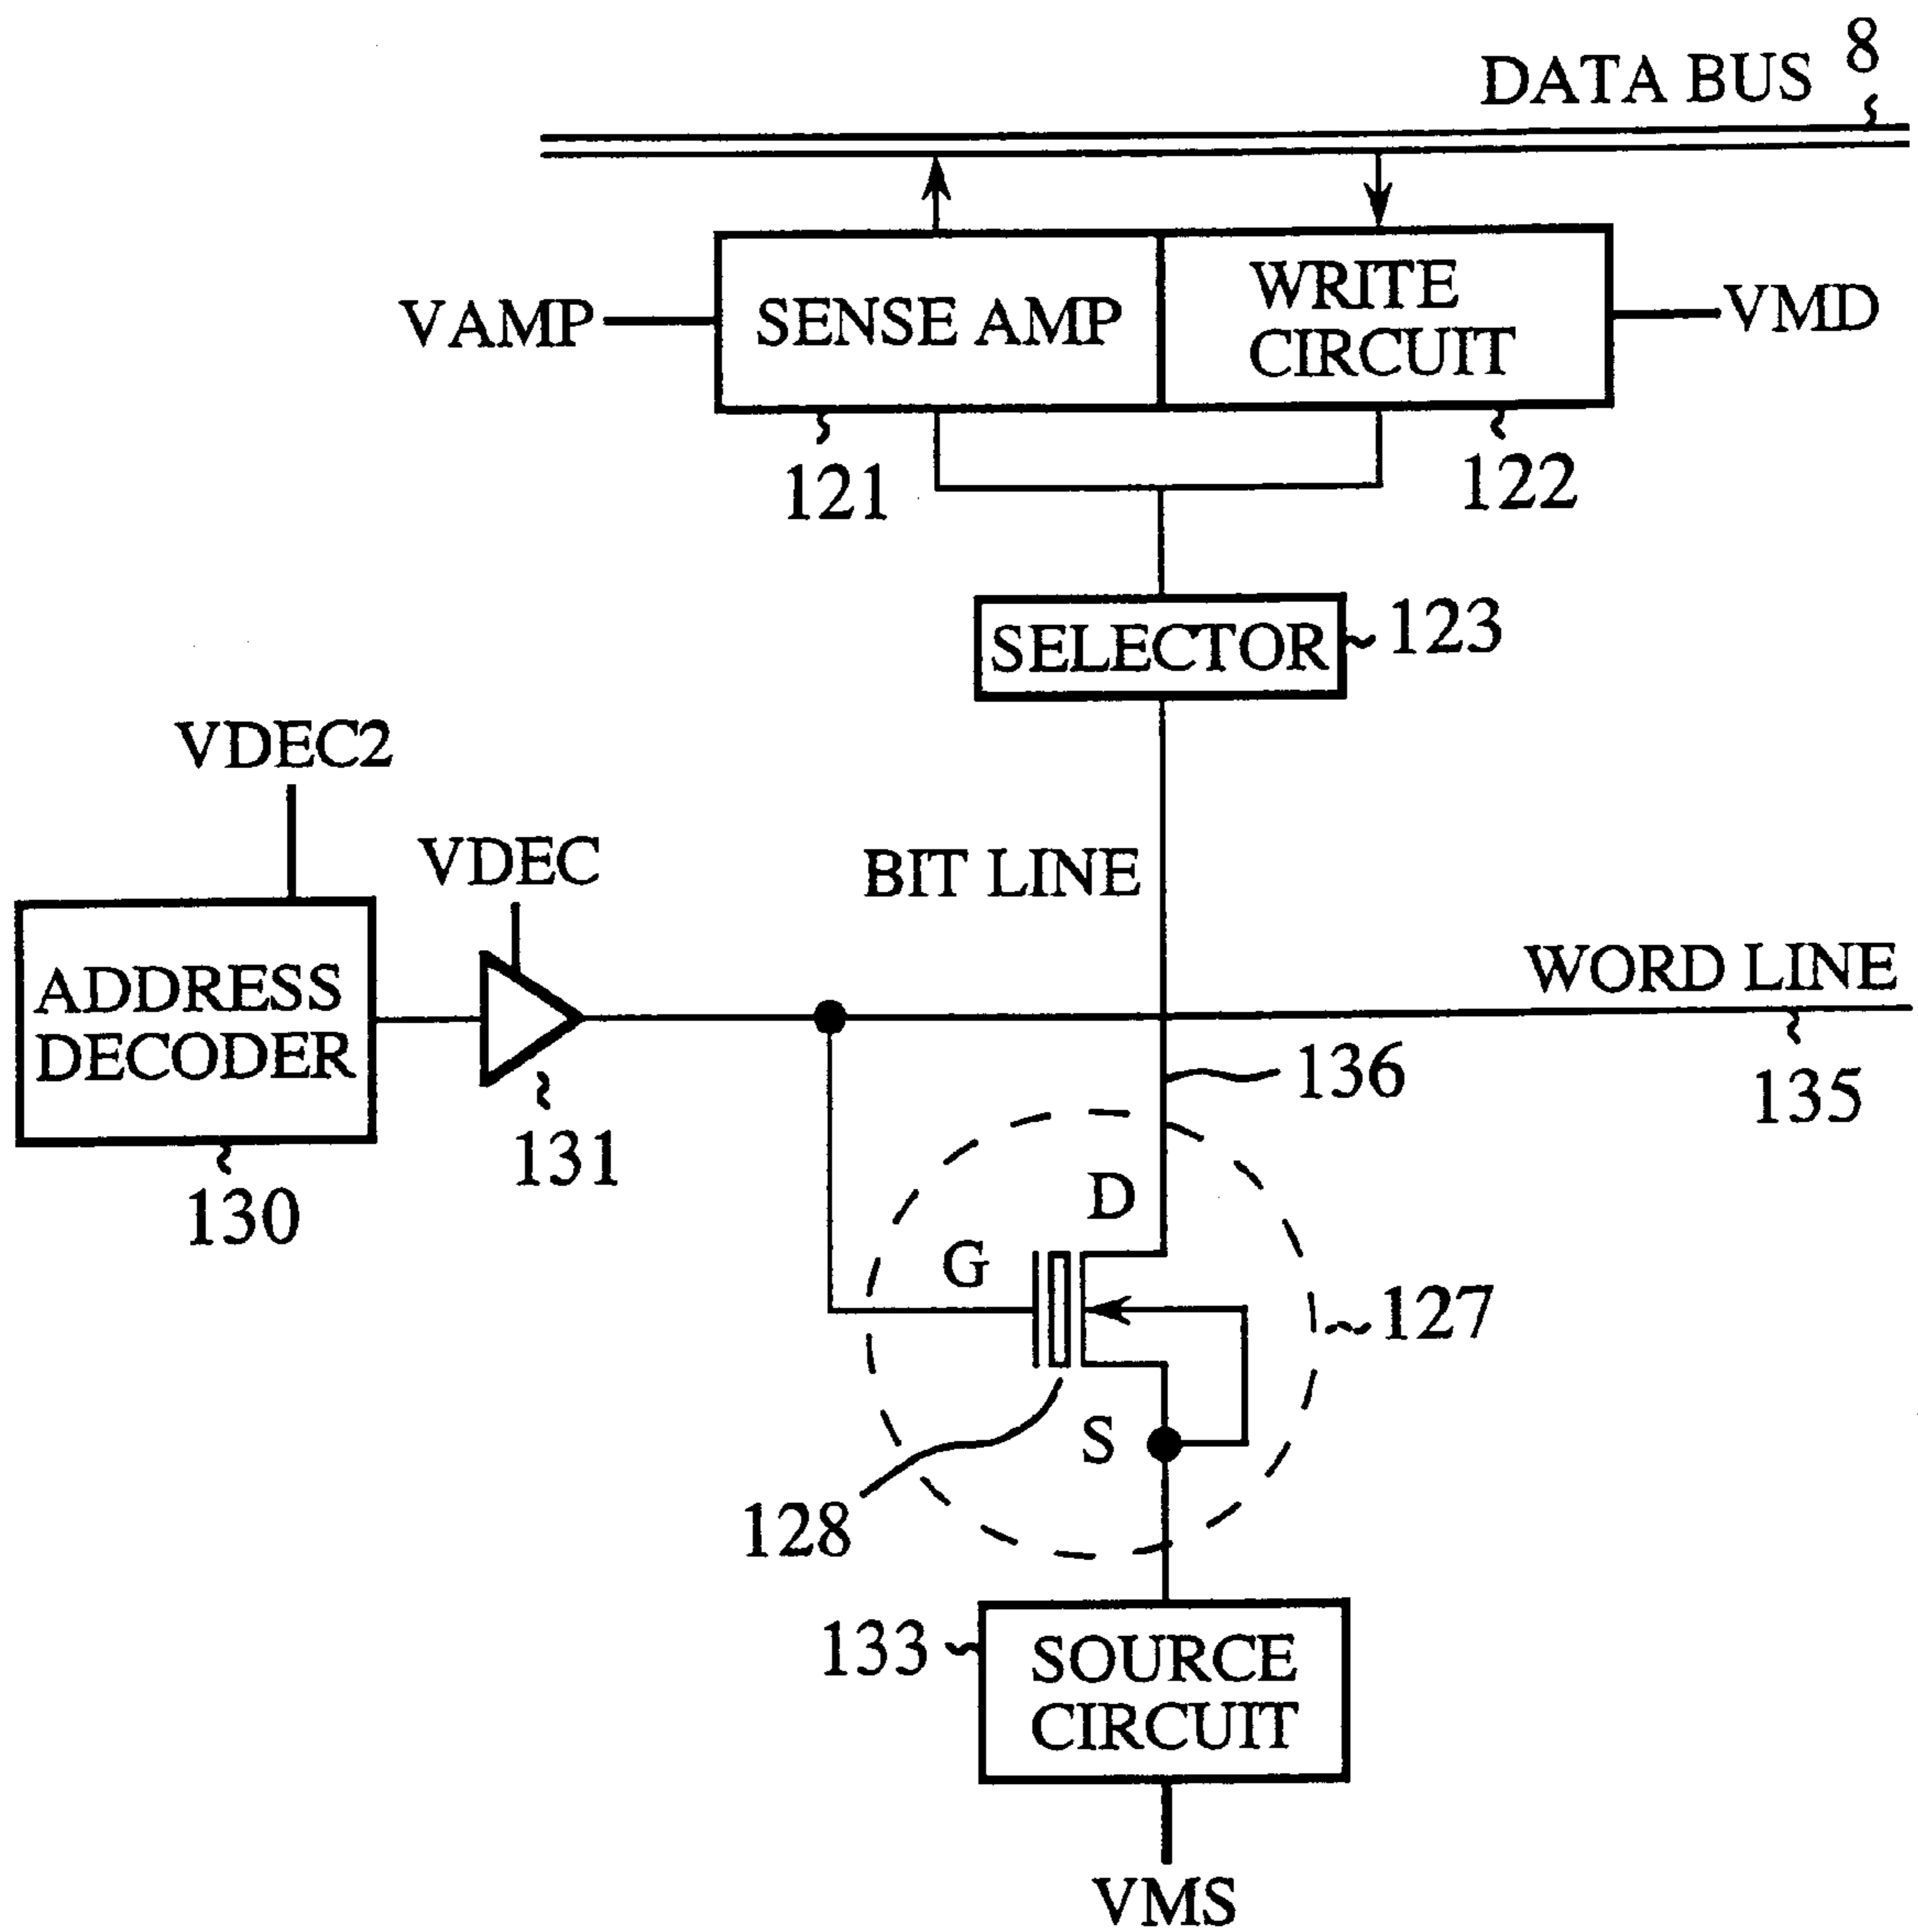 DATA BUS 8
VAMP
SENSE AMP
WRITE
CIRCUIT
VMD
121
122
SELECTOR
123
VDEC2
VDEC
BIT LINE
ADDRESS
DECODER
WORD LINE
136
135
131
130
D
G
127
S
128
133
SOURCE
CIRCUIT
VMS